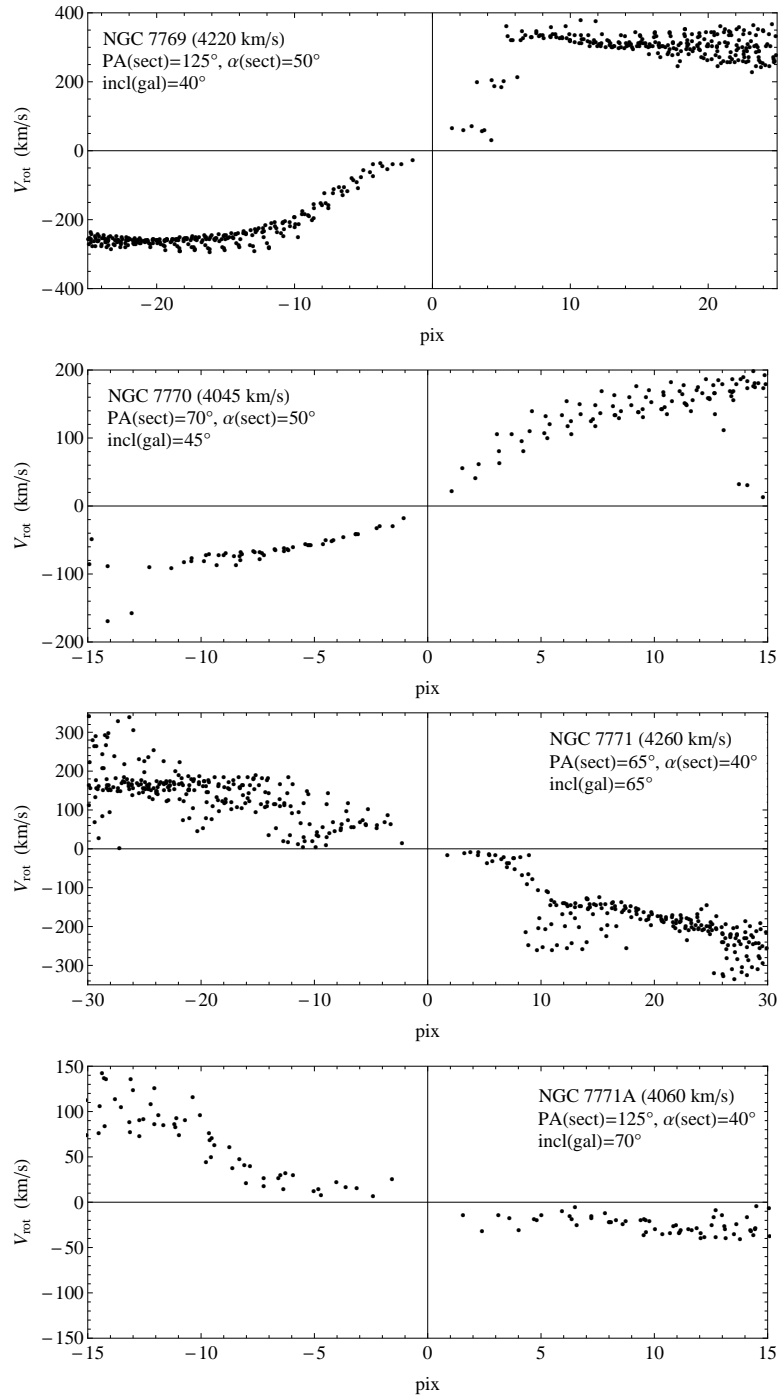 NGC 7769 (4220 km/s)
PA(sect)=125°, α(sect)=50°
incl(gal)=40°
400
200
0
−200
−400
V_rot (km/s)
−20 −10 0 10 20
pix
NGC 7770 (4045 km/s)
PA(sect)=70°, α(sect)=50°
incl(gal)=45°
200
100
0
−100
−200
V_rot (km/s)
−15 −10 −5 0 5 10 15
pix
NGC 7771 (4260 km/s)
PA(sect)=65°, α(sect)=40°
incl(gal)=65°
300
200
100
0
−100
−200
−300
V_rot (km/s)
−30 −20 −10 0 10 20 30
pix
NGC 7771A (4060 km/s)
PA(sect)=125°, α(sect)=40°
incl(gal)=70°
150
100
50
0
−50
−100
−150
V_rot (km/s)
−15 −10 −5 0 5 10 15
pix